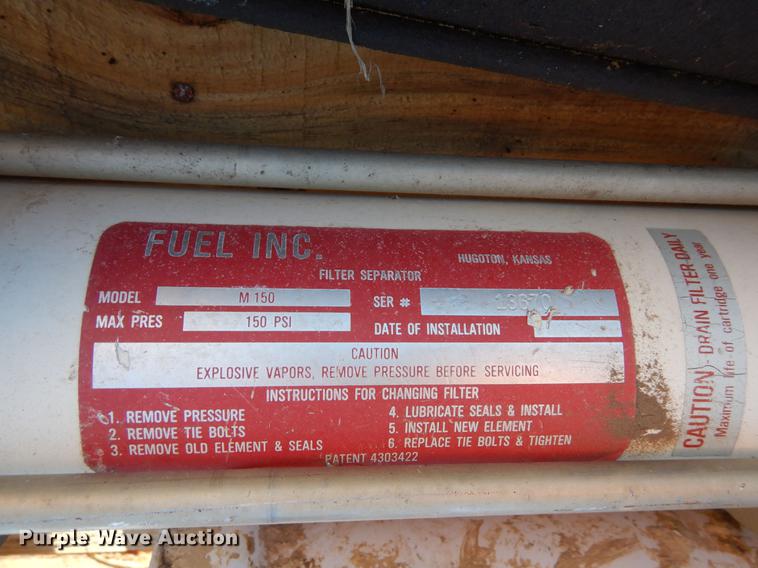 FUEL INC.
HUGOTON, KANSAS
FILTER SEPARATOR
MODEL M 150 SER # 13370
MAX PRES 150 PSI DATE OF INSTALLATION
CAUTION
EXPLOSIVE VAPORS, REMOVE PRESSURE BEFORE SERVICING
INSTRUCTIONS FOR CHANGING FILTER
1. REMOVE PRESSURE
2. REMOVE TIE BOLTS
3. REMOVE OLD ELEMENT & SEALS
4. LUBRICATE SEALS & INSTALL
5. INSTALL NEW ELEMENT
6. REPLACE TIE BOLTS & TIGHTEN
PATENT 4303422
CAUTION - DRAIN FILTER-DAILY
Maximum life of cartridge one year
Purple Wave Auction